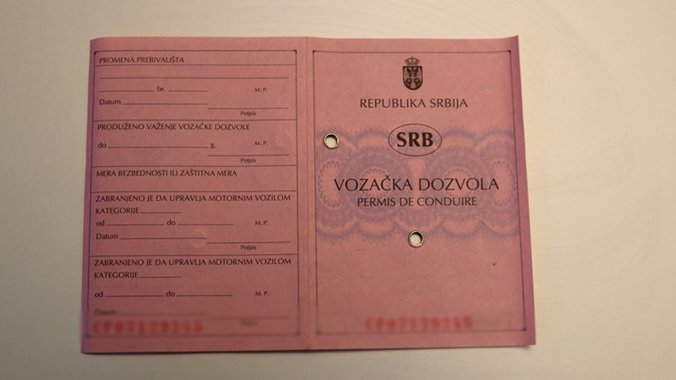 PROMENA PREBIVALIŠTA
br. M. P.
Datum
Potpis
PRODUŽENO VAŽENJE VOZAČKE DOZVOLE
do g. M. P.
Potpis
MERA BEZBEDNOSTI ILI ZAŠTITNA MERA
ZABRANJENO JE DA UPRAVLJA MOTORNIM VOZILOM
KATEGORIJE
od do M. P.
Datum
Potpis
ZABRANJENO JE DA UPRAVLJA MOTORNIM VOZILOM
KATEGORIJE
od do M. P.
REPUBLIKA SRBIJA
SRB
VOZAČKA DOZVOLA
PERMIS DE CONDUIRE